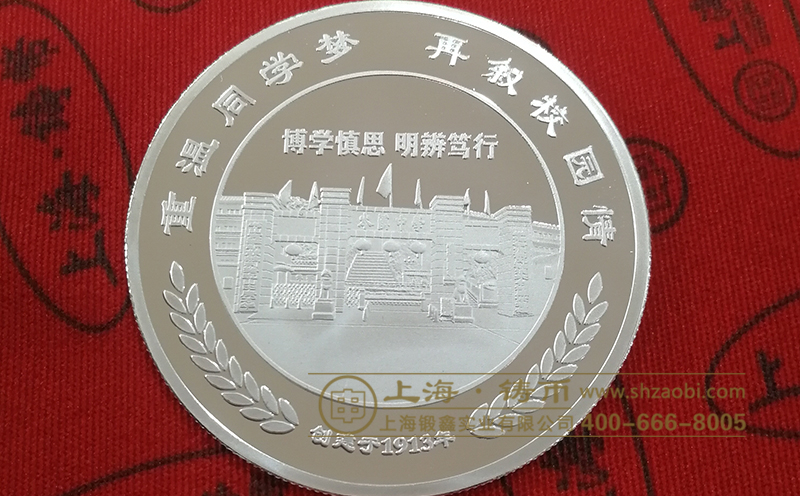 重温同学梦 再叙校园情
博学慎思 明辨笃行
创建于1913年
上海·铸币 www.shzaobi.com
上海锻鑫实业有限公司 400-666-8005